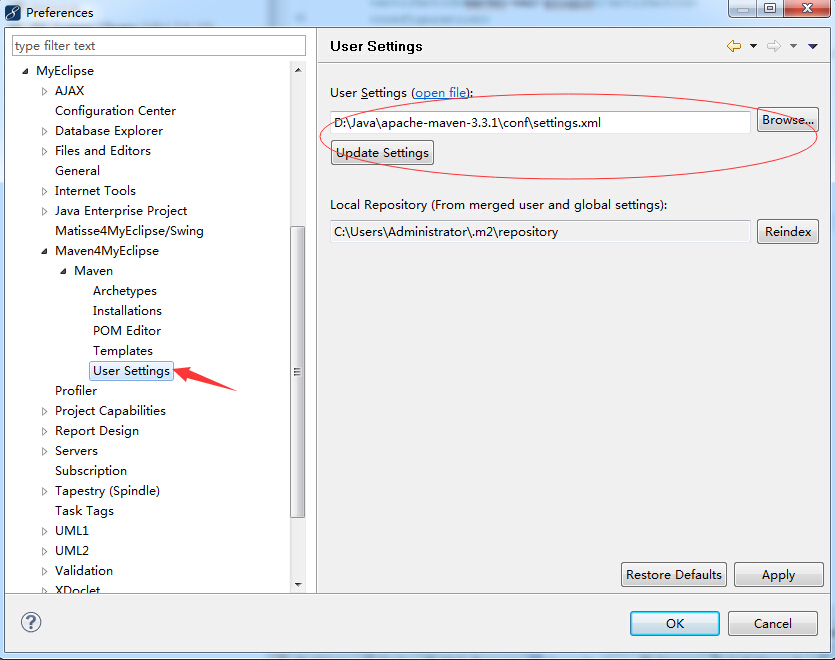 Preferences
type filter text
MyEclipse
AJAX
Configuration Center
Database Explorer
Files and Editors
General
Internet Tools
Java Enterprise Project
Matisse4MyEclipse/Swing
Maven4MyEclipse
Maven
Archetypes
Installations
POM Editor
Templates
User Settings
Profiler
Project Capabilities
Report Design
Servers
Subscription
Tapestry (Spindle)
Task Tags
UML1
UML2
Validation
XDoclet
User Settings
User Settings (open file):
D:\Java\apache-maven-3.3.1\conf\settings.xml
Browse...
Update Settings
Local Repository (From merged user and global settings):
C:\Users\Administrator\.m2\repository
Reindex
Restore Defaults
Apply
OK
Cancel